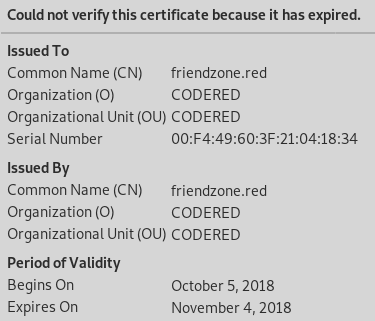 Could not verify this certificate because it has expired.
Issued To
Common Name (CN) friendzone.red
Organization (O) CODERED
Organizational Unit (OU) CODERED
Serial Number 00:F4:49:60:3F:21:04:18:34
Issued By
Common Name (CN) friendzone.red
Organization (O) CODERED
Organizational Unit (OU) CODERED
Period of Validity
Begins On October 5, 2018
Expires On November 4, 2018